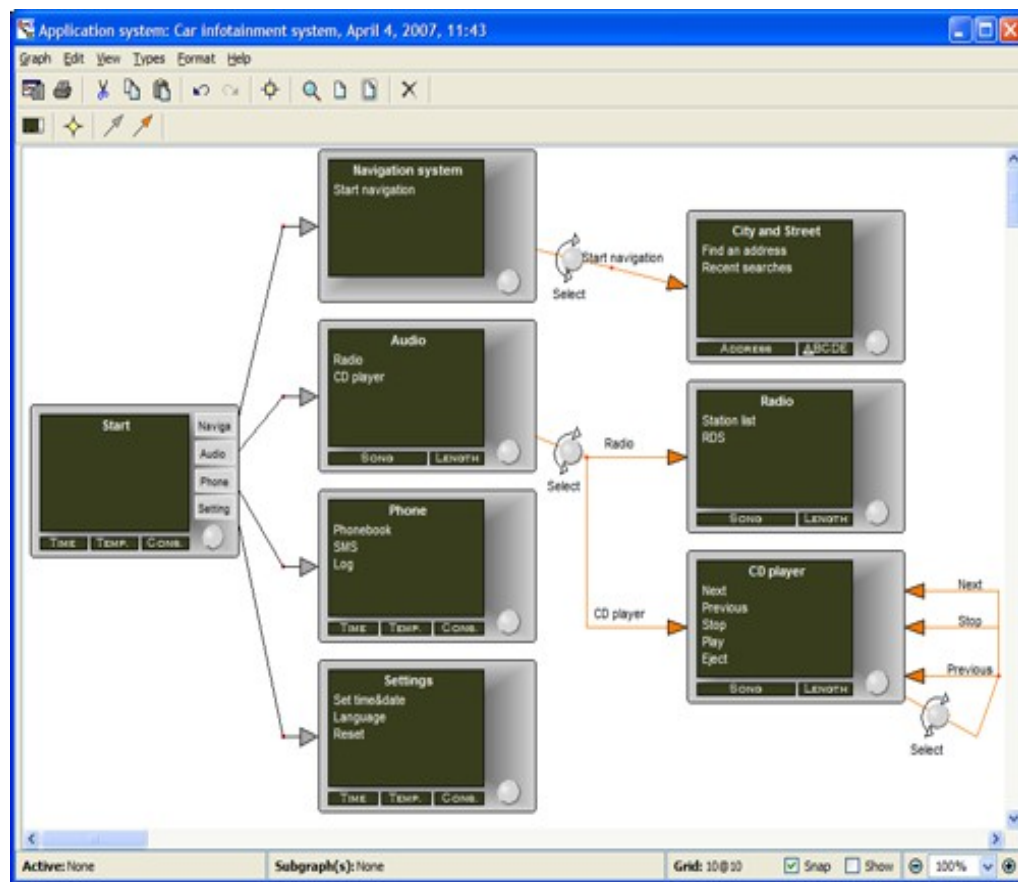 Application system: Car infotainment system, April 4, 2007, 11:43
Graph Edit View Types Format Help
Navigation system
Start navigation
City and Street
Find an address
Recent searches
ADDRESS ABCDE
Start navigation
Select
Audio
Radio
CD player
SONG LENGTH
Start
Naviga
Audio
Phone
Setting
TIME TEMP. CONS.
Radio
Select
Radio
Station list
RDS
SONG LENGTH
Phone
Phonebook
SMS
Log
TIME TEMP. CONS.
CD player
CD player
Next
Previous
Stop
Play
Eject
SONG LENGTH
Next
Stop
Previous
Select
Settings
Set time&date
Language
Reset
TIME TEMP. CONS.
Active: None Subgraph(s): None Grid: 10@10 Snap Show 100%